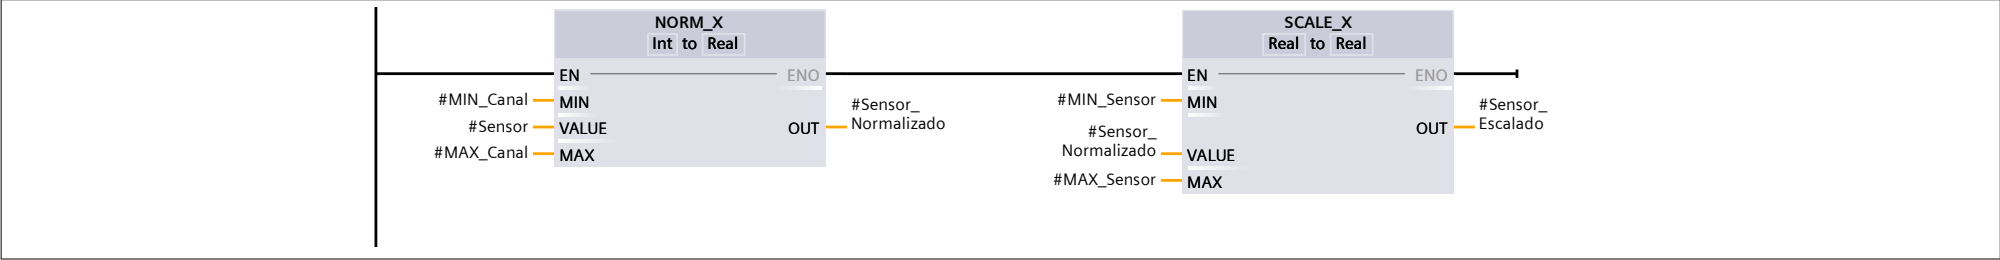 NORM_X
Int to Real
EN
ENO
#MIN_Canal
MIN
#Sensor
VALUE
#MAX_Canal
MAX
OUT
#Sensor_
Normalizado
SCALE_X
Real to Real
EN
ENO
#MIN_Sensor
MIN
#Sensor_
Normalizado
VALUE
#MAX_Sensor
MAX
OUT
#Sensor_
Escalado